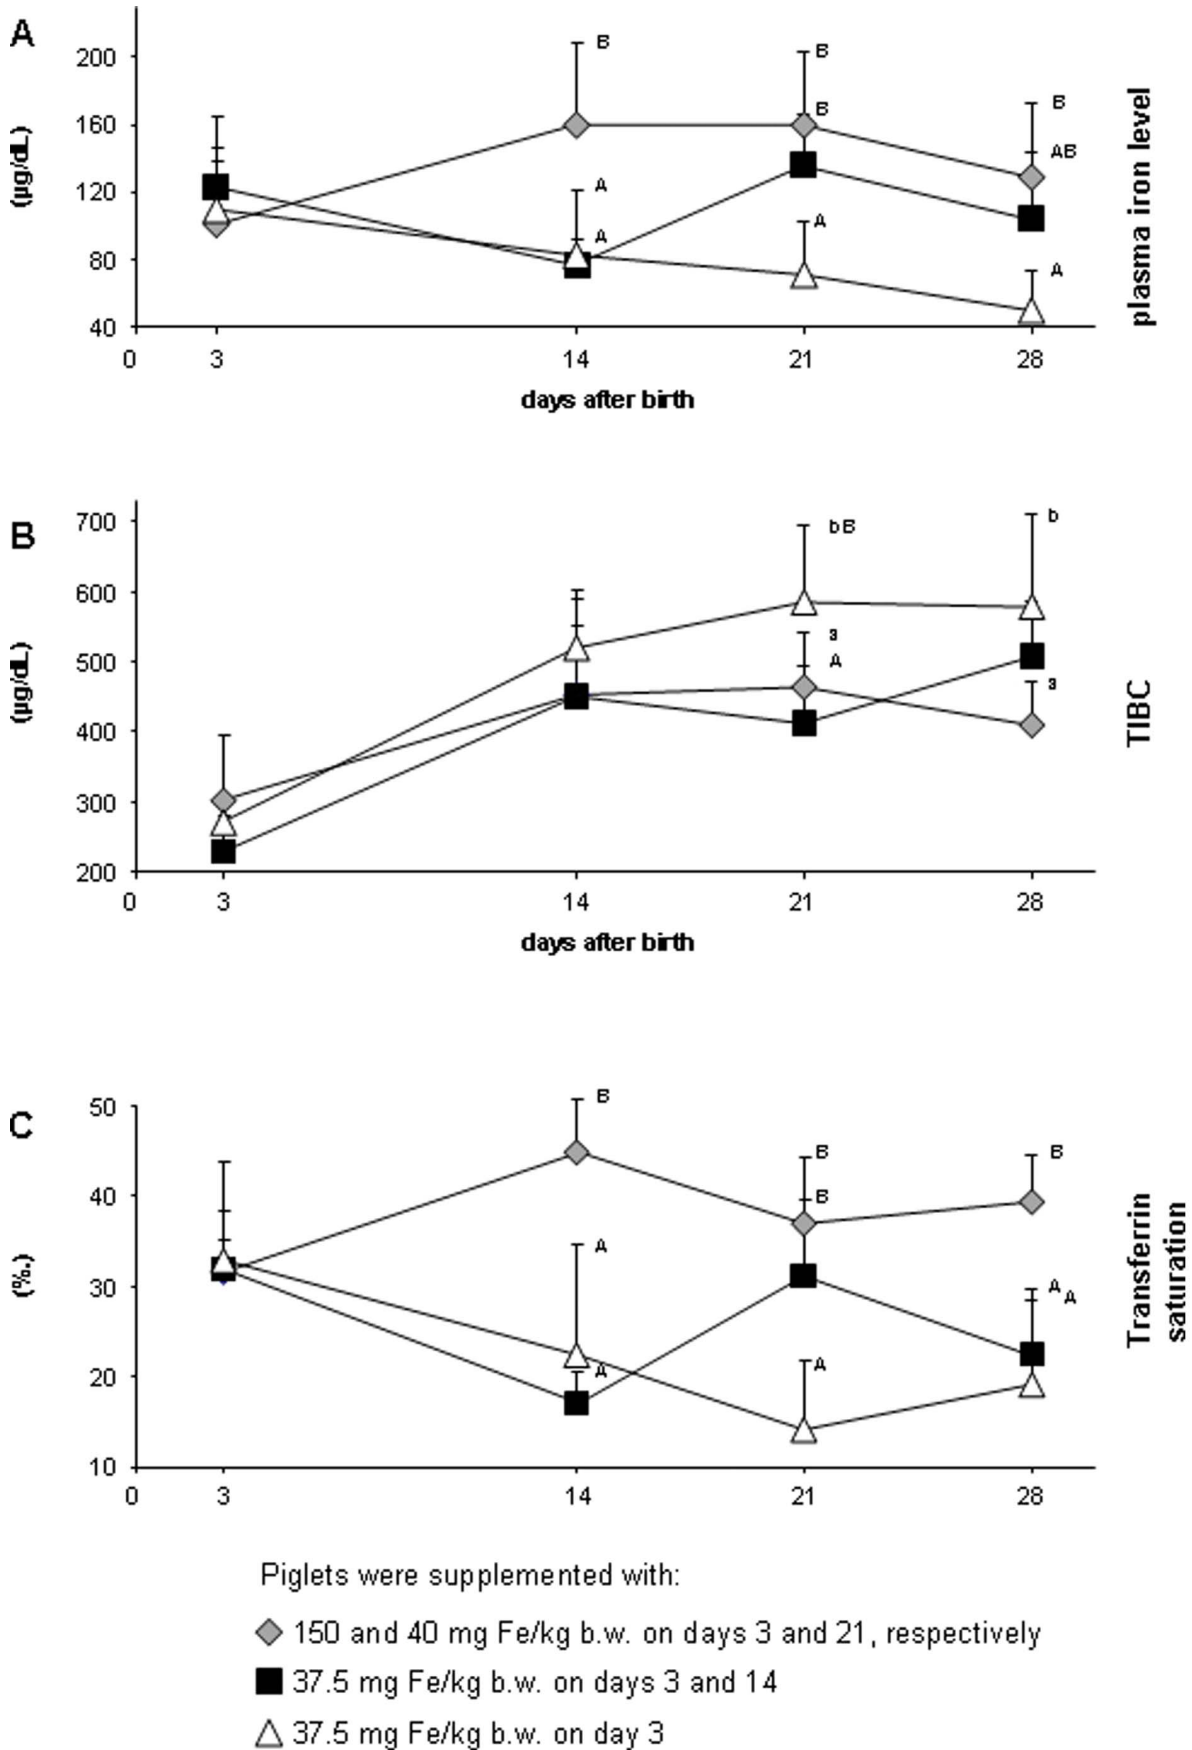 A
200
160
120
80
40
(µg/dL)
plasma iron level
B
B
B
B
AB
A
A
A
A
0 3 14 21 28
days after birth
B
700
600
500
400
300
200
(µg/dL)
TIBC
bB
b
a
A
a
0 3 14 21 28
days after birth
C
50
40
30
20
10
(%.)
Transferrin
saturation
B
B
B
B
A
A
A
A
A
0 3 14 21 28
Piglets were supplemented with:
150 and 40 mg Fe/kg b.w. on days 3 and 21, respectively
37.5 mg Fe/kg b.w. on days 3 and 14
37.5 mg Fe/kg b.w. on day 3